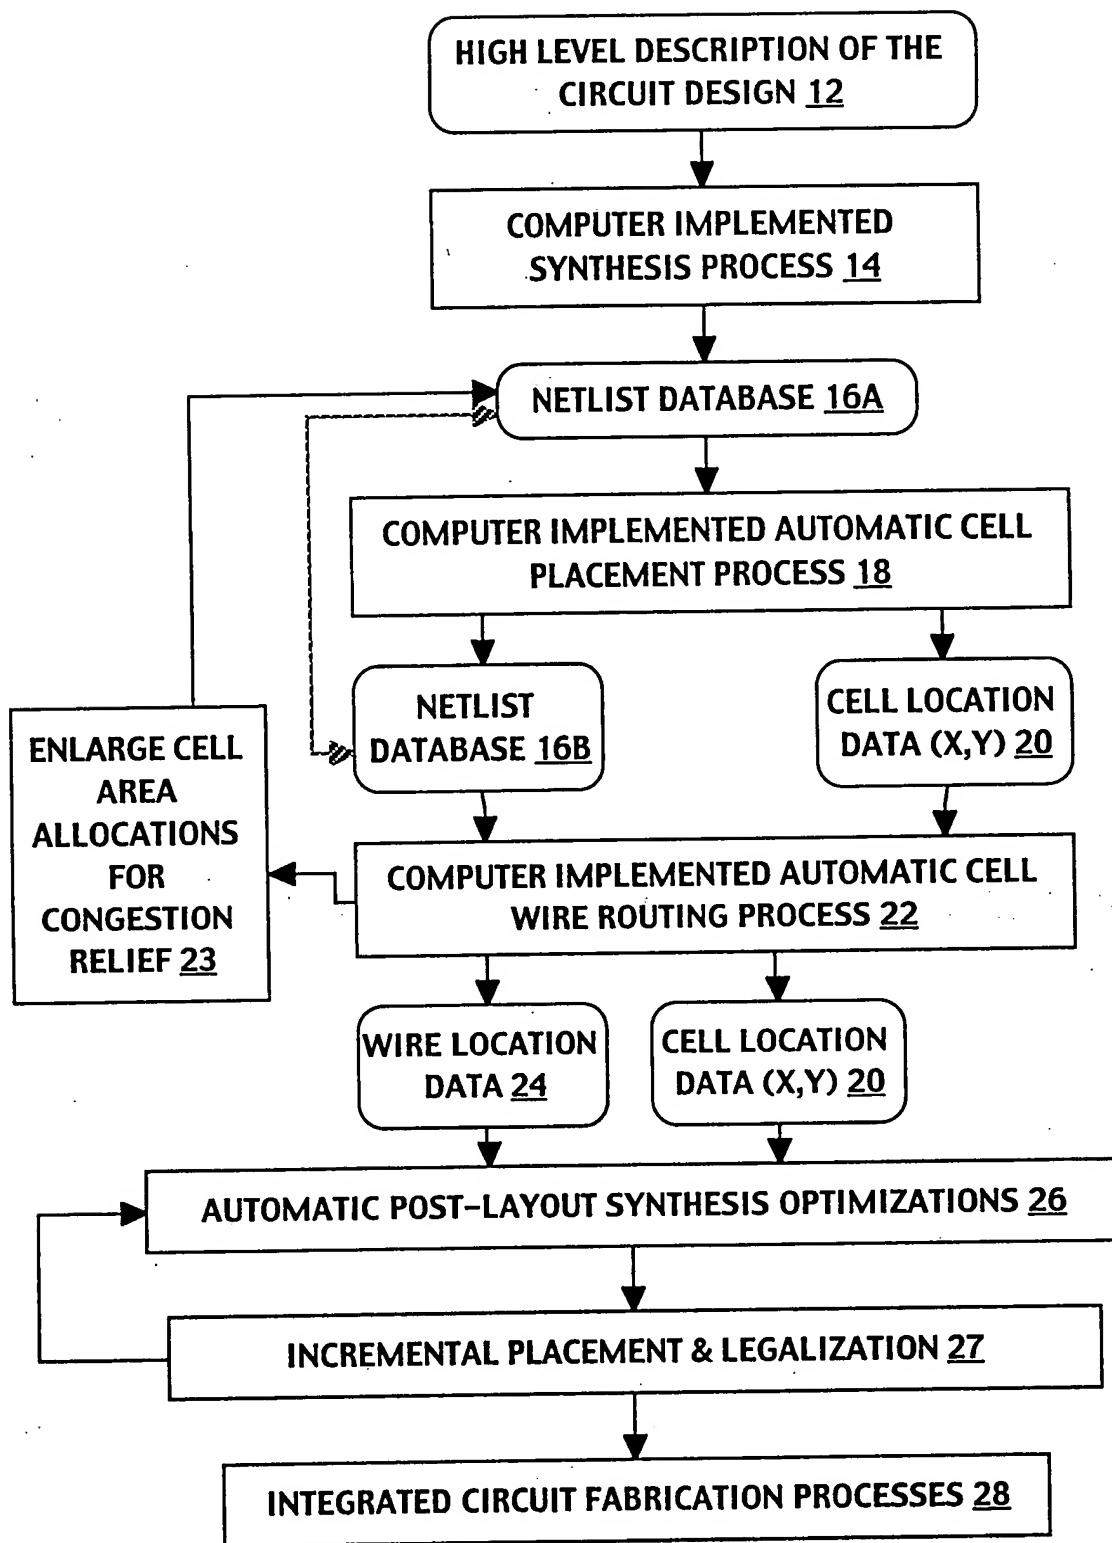 HIGH LEVEL DESCRIPTION OF THE
CIRCUIT DESIGN 12
COMPUTER IMPLEMENTED
SYNTHESIS PROCESS 14
NETLIST DATABASE 16A
COMPUTER IMPLEMENTED AUTOMATIC CELL
PLACEMENT PROCESS 18
NETLIST
DATABASE 16B
CELL LOCATION
DATA (X,Y) 20
ENLARGE CELL
AREA
ALLOCATIONS
FOR
CONGESTION
RELIEF 23
COMPUTER IMPLEMENTED AUTOMATIC CELL
WIRE ROUTING PROCESS 22
WIRE LOCATION
DATA 24
CELL LOCATION
DATA (X,Y) 20
AUTOMATIC POST-LAYOUT SYNTHESIS OPTIMIZATIONS 26
INCREMENTAL PLACEMENT & LEGALIZATION 27
INTEGRATED CIRCUIT FABRICATION PROCESSES 28